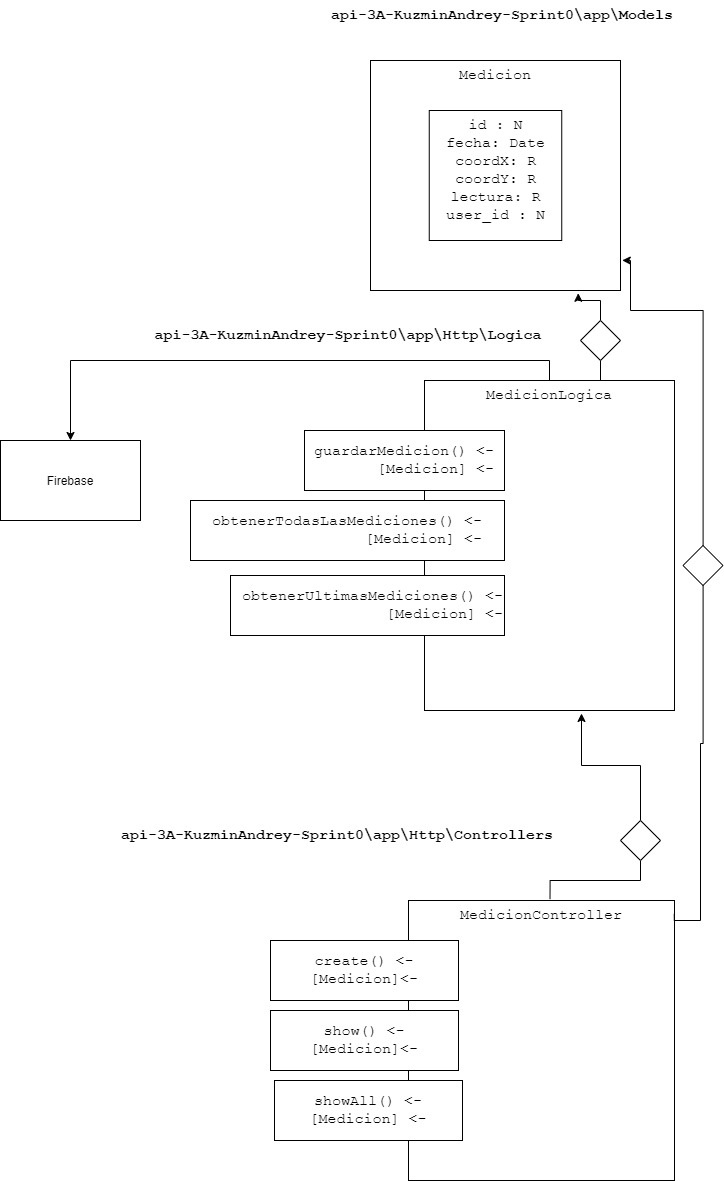 api-3A-KuzminAndrey-Sprint0\app\Models
Medicion
id : N
fecha: Date
coordX: R
coordY: R
lectura: R
user_id : N
api-3A-KuzminAndrey-Sprint0\app\Http\Logica
MedicionLogica
guardarMedicion() <-
[Medicion] <-
Firebase
obtenerTodasLasMediciones() <-
[Medicion] <-
obtenerUltimasMediciones() <-
[Medicion] <-
api-3A-KuzminAndrey-Sprint0\app\Http\Controllers
MedicionController
create() <-
[Medicion]<-
show() <-
[Medicion]<-
showAll() <-
[Medicion] <-